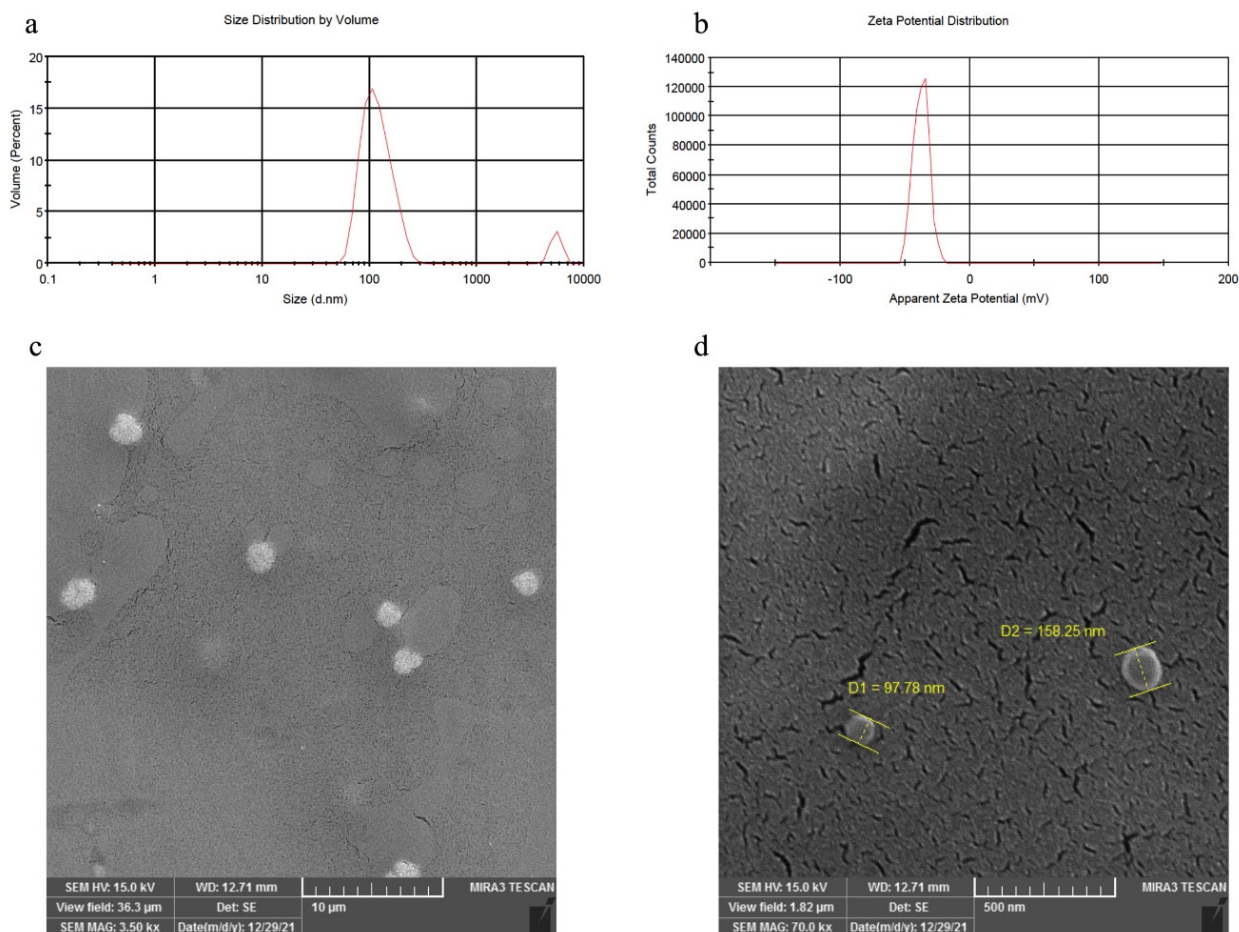 a
Size Distribution by Volume
20
15
10
5
0
Volume (Percent)
0.1 1 10 100 1000 10000
Size (d.nm)
b
Zeta Potential Distribution
140000
120000
100000
80000
60000
40000
20000
0
Total Counts
-100 0 100 200
Apparent Zeta Potential (mV)
c
SEM HV: 15.0 kV WD: 12.71 mm MIRA3 TESCAN
View field: 36.3 µm Det: SE 10 µm
SEM MAG: 3.50 kx Date(m/d/y): 12/29/21
d
D2 = 158.25 nm
D1 = 97.78 nm
SEM HV: 15.0 kV WD: 12.71 mm MIRA3 TESCAN
View field: 1.82 µm Det: SE 500 nm
SEM MAG: 70.0 kx Date(m/d/y): 12/29/21